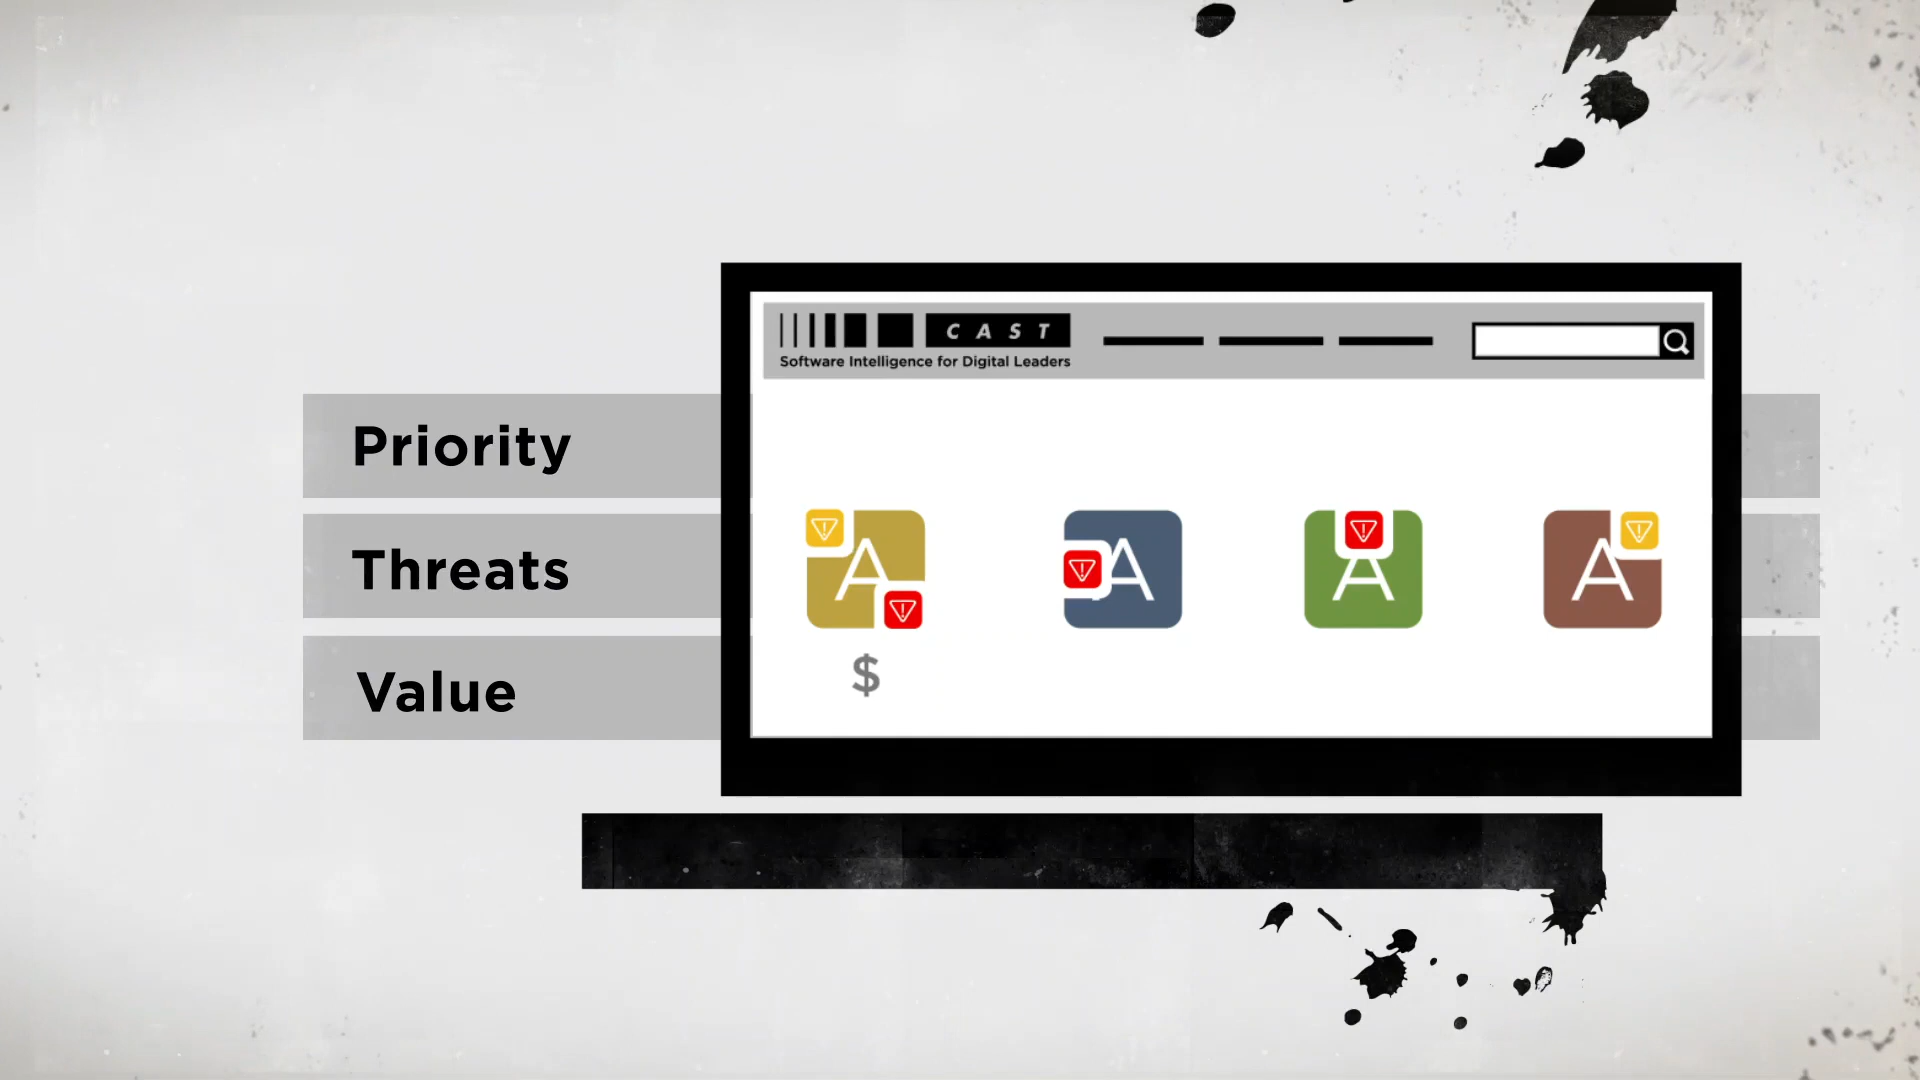 CAST
Software Intelligence for Digital Leaders
Priority
Threats
Value
A
A
A
A
$